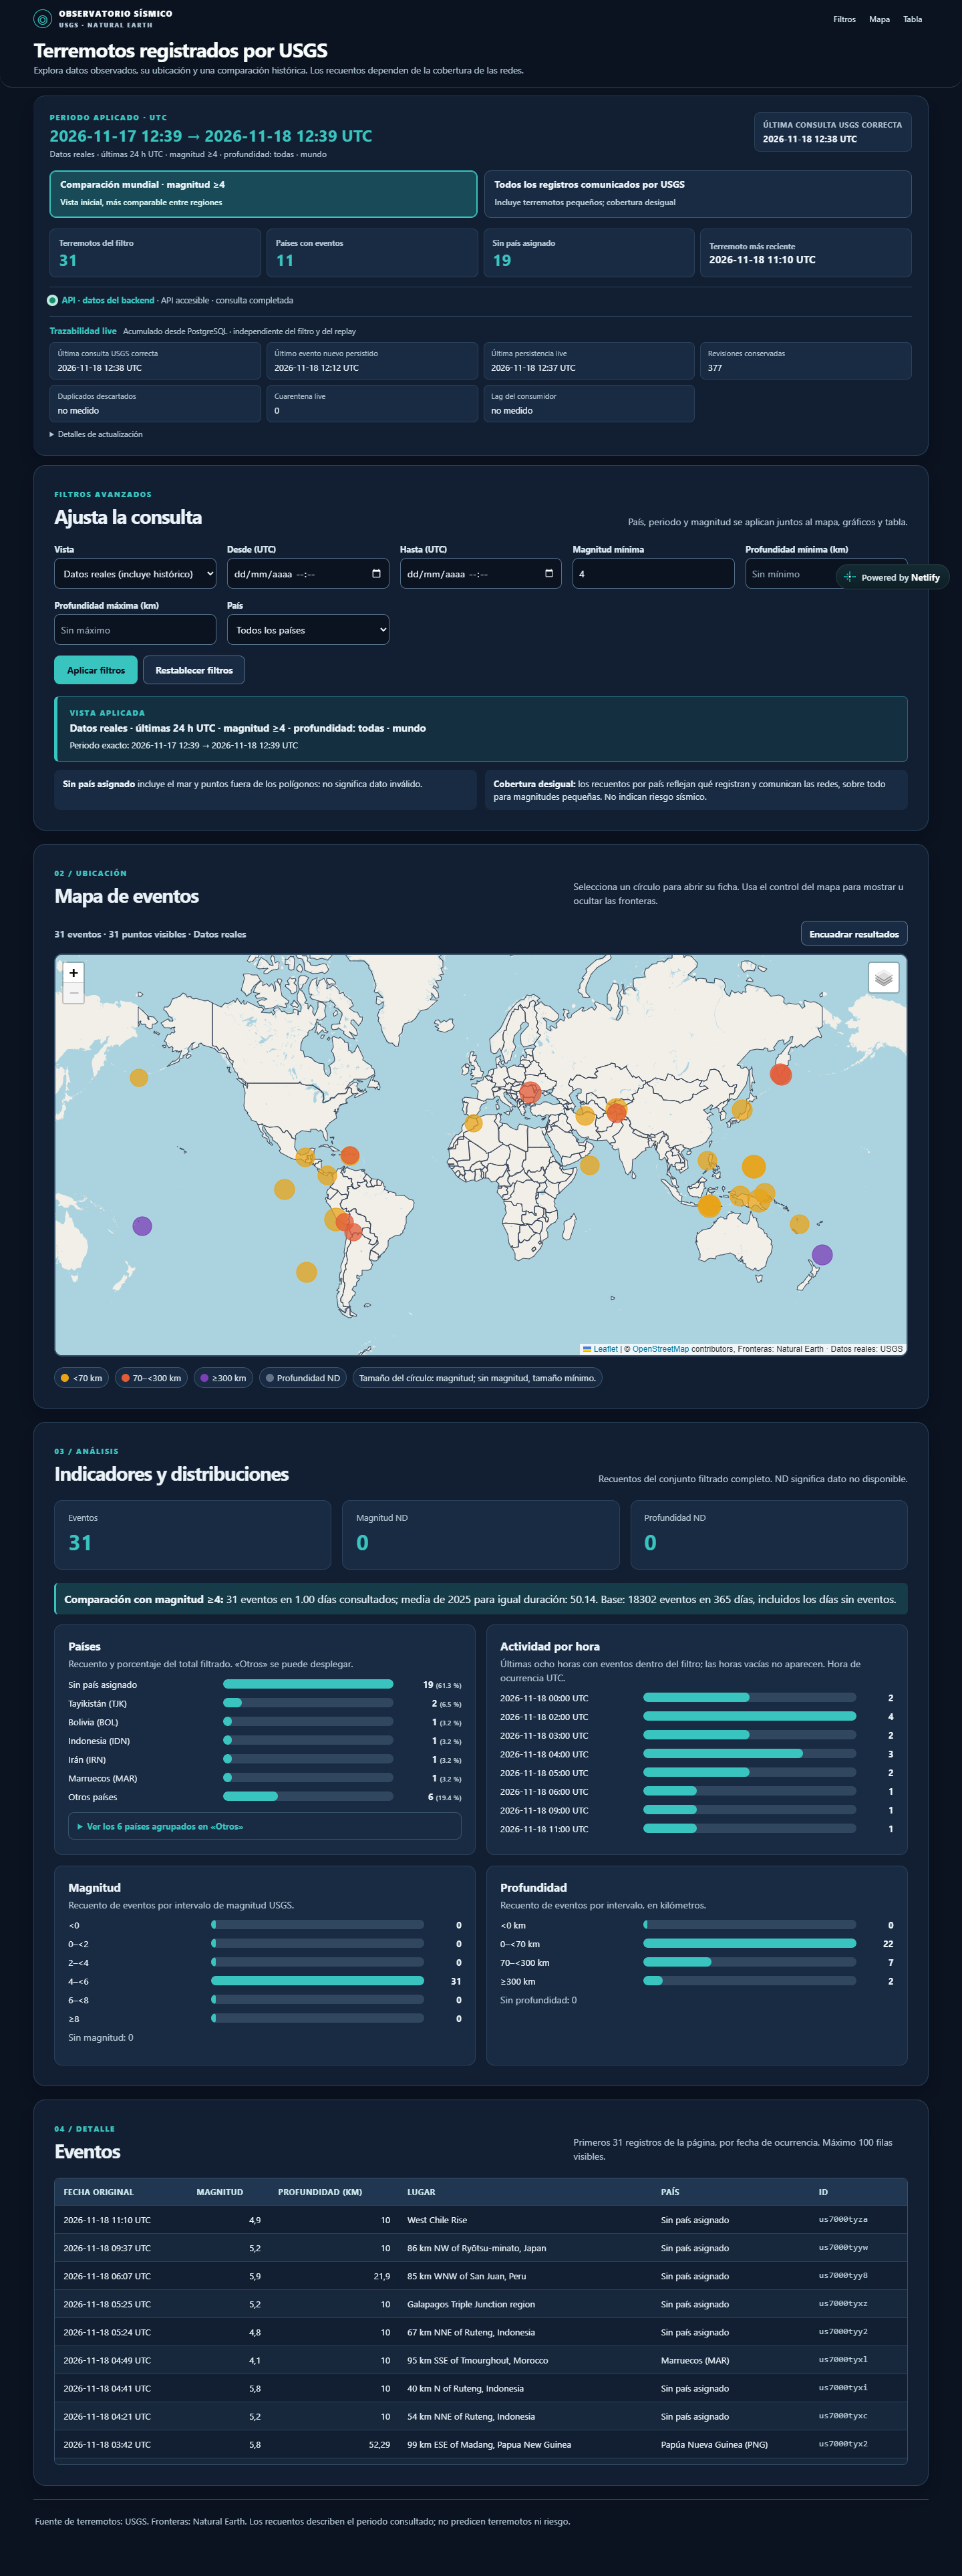 OBSERVATORIO SÍSMICO
USGS · NATURAL EARTH
Filtros
Mapa
Tabla
Terremotos registrados por USGS
Explora datos observados, su ubicación y una comparación histórica. Los recuentos dependen de la cobertura de las redes.
PERIODO APLICADO · UTC
2026-11-17 12:39 → 2026-11-18 12:39 UTC
Datos reales · últimas 24 h UTC · magnitud ≥4 · profundidad: todas · mundo
ÚLTIMA CONSULTA USGS CORRECTA
2026-11-18 12:38 UTC
Comparación mundial · magnitud ≥4
Vista inicial, más comparable entre regiones
Todos los registros comunicados por USGS
Incluye terremotos pequeños; cobertura desigual
Terremotos del filtro
31
Países con eventos
11
Sin país asignado
19
Terremoto más reciente
2026-11-18 11:10 UTC
API · datos del backend · API accesible · consulta completada
Trazabilidad live Acumulado desde PostgreSQL · independiente del filtro y del replay
Última consulta USGS correcta
2026-11-18 12:38 UTC
Último evento nuevo persistido
2026-11-18 12:12 UTC
Última persistencia live
2026-11-18 12:37 UTC
Revisiones conservadas
377
Duplicados descartados
no medido
Cuarentena live
0
Lag del consumidor
no medido
▶ Detalles de actualización
FILTROS AVANZADOS
Ajusta la consulta
País, periodo y magnitud se aplican juntos al mapa, gráficos y tabla.
Vista
Datos reales (incluye histórico)
Desde (UTC)
dd/mm/aaaa --:--
Hasta (UTC)
dd/mm/aaaa --:--
Magnitud mínima
4
Profundidad mínima (km)
Sin mínimo
Powered by Netlify
Profundidad máxima (km)
Sin máximo
País
Todos los países
Aplicar filtros
Restablecer filtros
VISTA APLICADA
Datos reales · últimas 24 h UTC · magnitud ≥4 · profundidad: todas · mundo
Periodo exacto: 2026-11-17 12:39 → 2026-11-18 12:39 UTC
Sin país asignado incluye el mar y puntos fuera de los polígonos: no significa dato inválido.
Cobertura desigual: los recuentos por país reflejan qué registran y comunican las redes, sobre todo
para magnitudes pequeñas. No indican riesgo sísmico.
02 / UBICACIÓN
Mapa de eventos
Selecciona un círculo para abrir su ficha. Usa el control del mapa para mostrar u
ocultar las fronteras.
31 eventos · 31 puntos visibles · Datos reales
Encuadrar resultados
+
−
Leaflet | © OpenStreetMap contributors, Fronteras: Natural Earth · Datos reales: USGS
<70 km
70–<300 km
≥300 km
Profundidad ND
Tamaño del círculo: magnitud; sin magnitud, tamaño mínimo.
03 / ANÁLISIS
Indicadores y distribuciones
Recuentos del conjunto filtrado completo. ND significa dato no disponible.
Eventos
31
Magnitud ND
0
Profundidad ND
0
Comparación con magnitud ≥4: 31 eventos en 1.00 días consultados; media de 2025 para igual duración: 50.14. Base: 18302 eventos en 365 días, incluidos los días sin eventos.
Países
Recuento y porcentaje del total filtrado. «Otros» se puede desplegar.
Sin país asignado 19 (61.3 %)
Tayikistán (TJK) 2 (6.5 %)
Bolivia (BOL) 1 (3.2 %)
Indonesia (IDN) 1 (3.2 %)
Irán (IRN) 1 (3.2 %)
Marruecos (MAR) 1 (3.2 %)
Otros países 6 (19.4 %)
▶ Ver los 6 países agrupados en «Otros»
Actividad por hora
Últimas ocho horas con eventos dentro del filtro; las horas vacías no aparecen. Hora de
ocurrencia UTC.
2026-11-18 00:00 UTC 2
2026-11-18 02:00 UTC 4
2026-11-18 03:00 UTC 2
2026-11-18 04:00 UTC 3
2026-11-18 05:00 UTC 2
2026-11-18 06:00 UTC 1
2026-11-18 09:00 UTC 1
2026-11-18 11:00 UTC 1
Magnitud
Recuento de eventos por intervalo de magnitud USGS.
<0 0
0–<2 0
2–<4 0
4–<6 31
6–<8 0
≥8 0
Sin magnitud: 0
Profundidad
Recuento de eventos por intervalo, en kilómetros.
<0 km 0
0–<70 km 22
70–<300 km 7
≥300 km 2
Sin profundidad: 0
04 / DETALLE
Eventos
Primeros 31 registros de la página, por fecha de ocurrencia. Máximo 100 filas
visibles.
FECHA ORIGINAL MAGNITUD PROFUNDIDAD (KM) LUGAR PAÍS ID
2026-11-18 11:10 UTC 4,9 10 West Chile Rise Sin país asignado us7000tyza
2026-11-18 09:37 UTC 5,2 10 86 km NW of Ryōtsu-minato, Japan Sin país asignado us7000tyyw
2026-11-18 06:07 UTC 5,9 21,9 85 km WNW of San Juan, Peru Sin país asignado us7000tyy8
2026-11-18 05:25 UTC 5,2 10 Galapagos Triple Junction region Sin país asignado us7000tyxz
2026-11-18 05:24 UTC 4,8 10 67 km NNE of Ruteng, Indonesia Sin país asignado us7000tyy2
2026-11-18 04:49 UTC 4,1 10 95 km SSE of Tmourghout, Morocco Marruecos (MAR) us7000tyxl
2026-11-18 04:41 UTC 5,8 10 40 km N of Ruteng, Indonesia Sin país asignado us7000tyxi
2026-11-18 04:21 UTC 5,2 10 54 km NNE of Ruteng, Indonesia Sin país asignado us7000tyxc
2026-11-18 03:42 UTC 5,8 52,29 99 km ESE of Madang, Papua New Guinea Papúa Nueva Guinea (PNG) us7000tyx2
Fuente de terremotos: USGS. Fronteras: Natural Earth. Los recuentos describen el periodo consultado; no predicen terremotos ni riesgo.